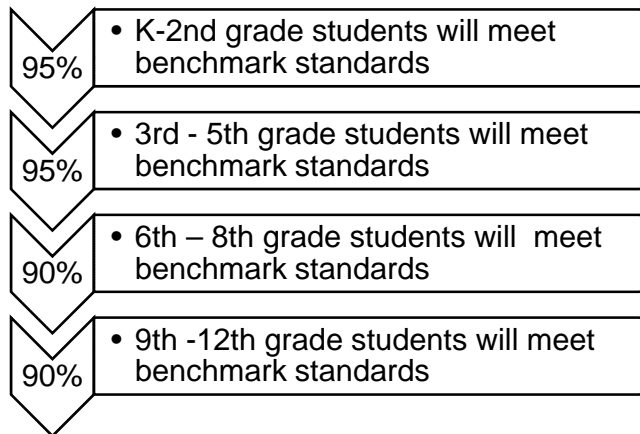 95%
• K-2nd grade students will meet
benchmark standards
95%
• 3rd - 5th grade students will meet
benchmark standards
90%
• 6th – 8th grade students will  meet
benchmark standards
90%
• 9th -12th grade students will meet
benchmark standards